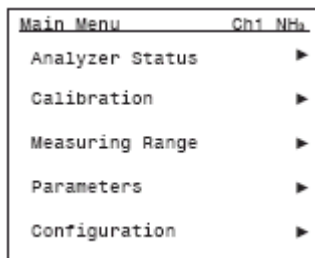 Main Menu Ch1 NH₃
Analyzer Status ▶
Calibration ▶
Measuring Range ▶
Parameters ▶
Configuration ▶